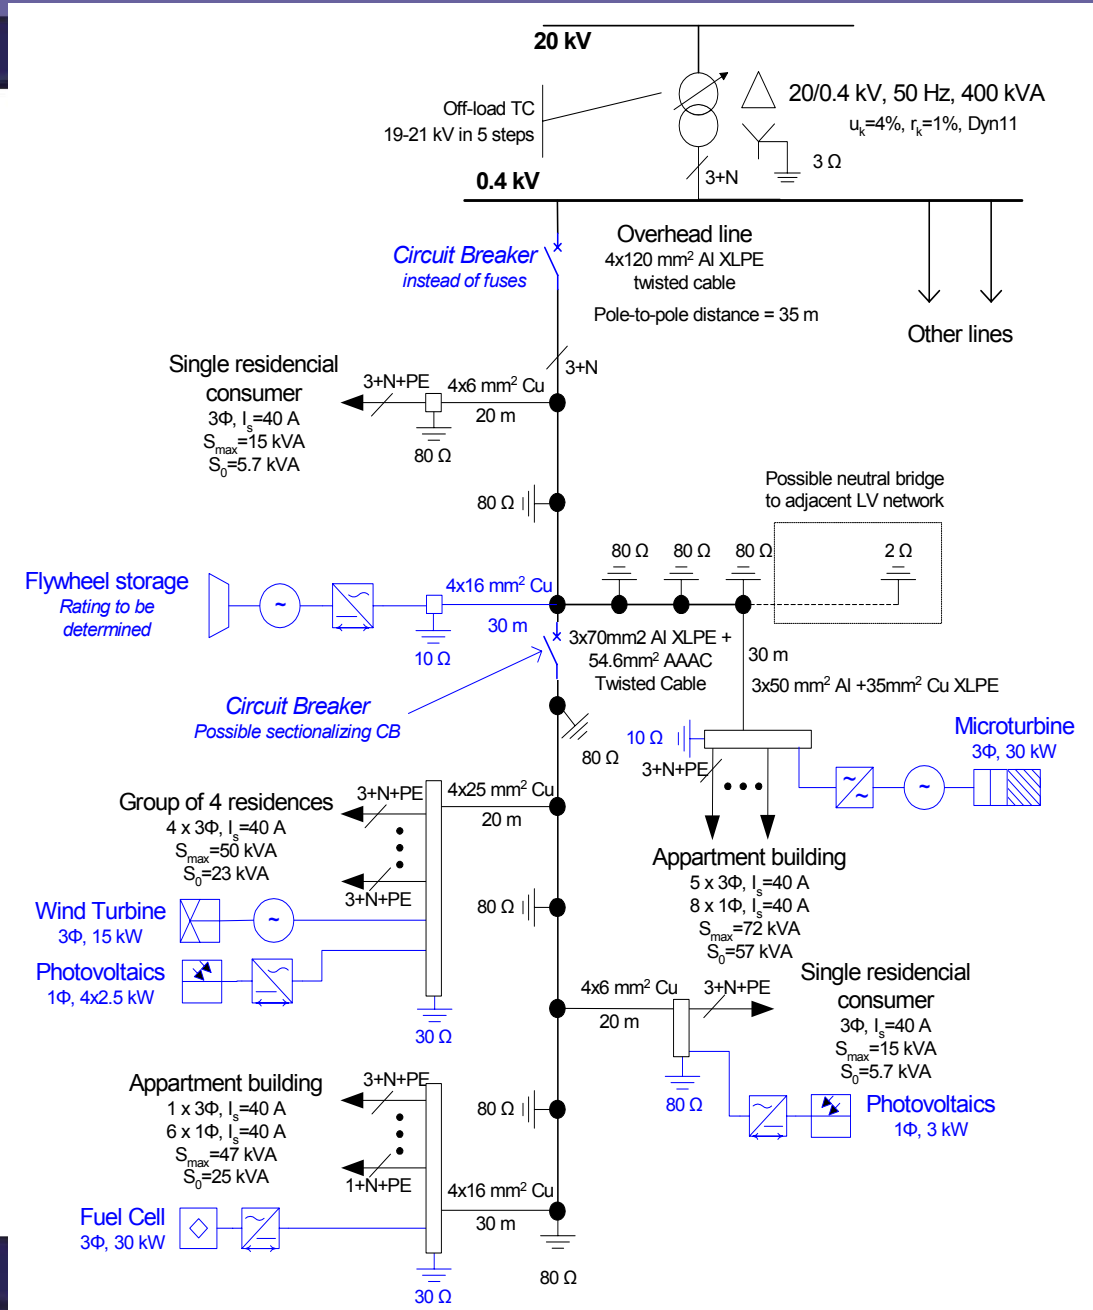 20 kV
Off-load TC
19-21 kV in 5 steps
20/0.4 kV, 50 Hz, 400 kVA
uk=4%, rk=1%, Dyn11
3 Ω
3+N
0.4 kV
Circuit Breaker
instead of fuses
Overhead line
4x120 mm² Al XLPE
twisted cable
Pole-to-pole distance = 35 m
Other lines
3+N
Single residencial
consumer
3Φ, Is=40 A
Smax=15 kVA
S0=5.7 kVA
3+N+PE
4x6 mm² Cu
20 m
80 Ω
80 Ω
Possible neutral bridge
to adjacent LV network
80 Ω
80 Ω
80 Ω
2 Ω
Flywheel storage
Rating to be
determined
~
4x16 mm² Cu
30 m
10 Ω
3x70mm2 Al XLPE +
54.6mm² AAAC
Twisted Cable
30 m
3x50 mm² Al +35mm² Cu XLPE
Circuit Breaker
Possible sectionalizing CB
80 Ω
10 Ω
3+N+PE
Microturbine
3Φ, 30 kW
~
~
~
Appartment building
5 x 3Φ, Is=40 A
8 x 1Φ, Is=40 A
Smax=72 kVA
S0=57 kVA
Group of 4 residences
4 x 3Φ, Is=40 A
Smax=50 kVA
S0=23 kVA
3+N+PE
3+N+PE
4x25 mm² Cu
20 m
Wind Turbine
3Φ, 15 kW
~
Photovoltaics
1Φ, 4x2.5 kW
30 Ω
80 Ω
4x6 mm² Cu
20 m
3+N+PE
Single residencial
consumer
3Φ, Is=40 A
Smax=15 kVA
S0=5.7 kVA
80 Ω
Photovoltaics
1Φ, 3 kW
Appartment building
1 x 3Φ, Is=40 A
6 x 1Φ, Is=40 A
Smax=47 kVA
S0=25 kVA
3+N+PE
1+N+PE
80 Ω
4x16 mm² Cu
30 m
Fuel Cell
3Φ, 30 kW
30 Ω
80 Ω